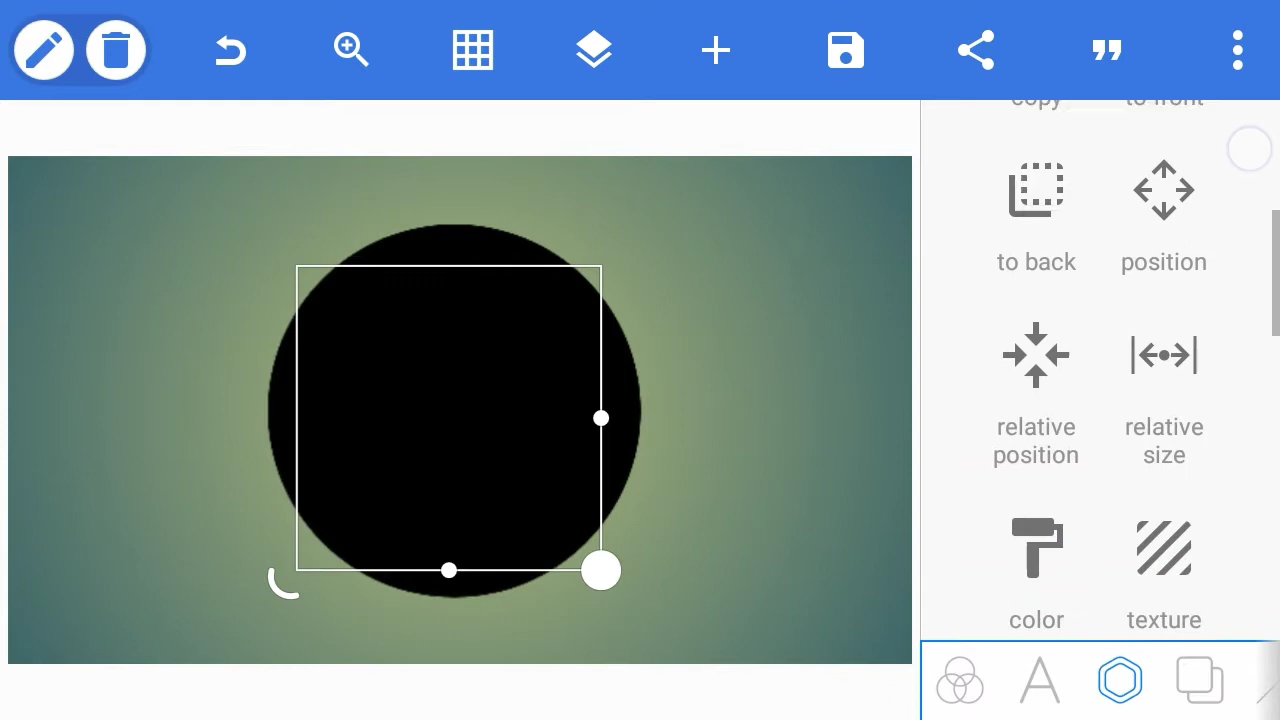 copy to front
to back position
relative relative
position size
color texture